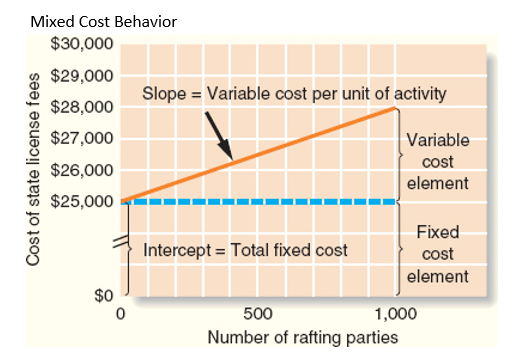 Mixed Cost Behavior
$30,000
$29,000
Slope = Variable cost per unit of activity
$28,000
$27,000
Variable
cost
element
$26,000
$25,000
Cost of state license fees
Intercept = Total fixed cost
Fixed
cost
element
$0
0
500
1,000
Number of rafting parties